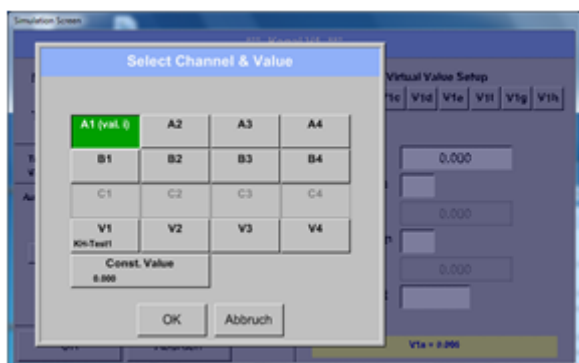 Simulation Screen
Select Channel & Value
Virtual Value Setup
V1c V1d V1e V1f V1g V1h
A1 (val. i) A2 A3 A4
B1 B2 B3 B4
0.000
C1 C2 C3 C4
0.000
V1 V2 V3 V4
KH-Test1
Const. Value
0.000
0.000
OK Abbruch
V1a = 0.000